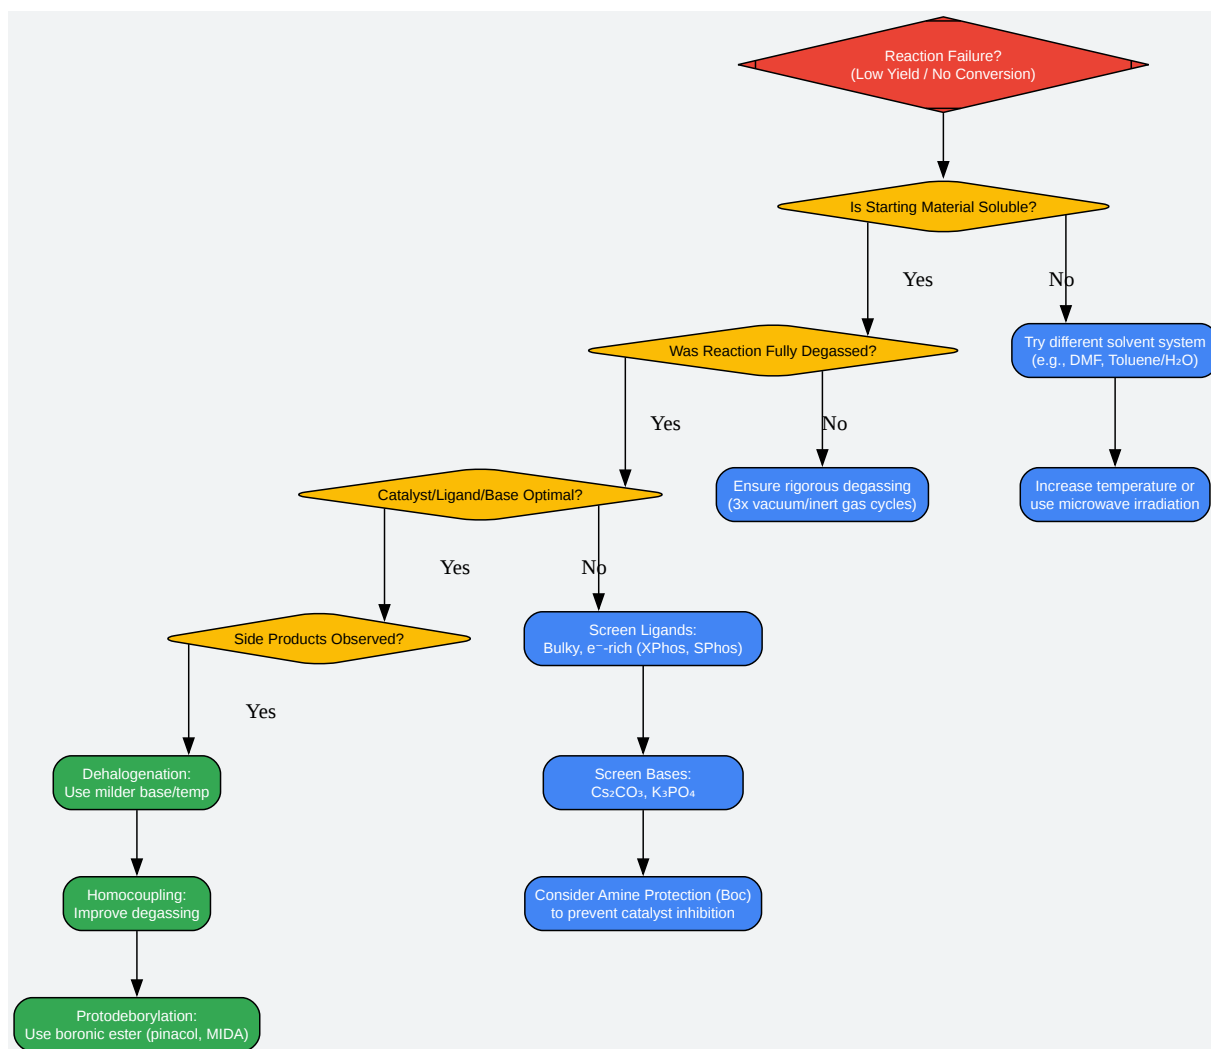 Reaction Failure?
(Low Yield / No Conversion)
Is Starting Material Soluble?
Yes
No
Was Reaction Fully Degassed?
Try different solvent system
(e.g., DMF, Toluene/H₂O)
Yes
No
Catalyst/Ligand/Base Optimal?
Ensure rigorous degassing
(3x vacuum/inert gas cycles)
Increase temperature or
use microwave irradiation
Yes
No
Side Products Observed?
Screen Ligands:
Bulky, e⁻-rich (XPhos, SPhos)
Yes
Dehalogenation:
Use milder base/temp
Screen Bases:
Cs₂CO₃, K₃PO₄
Homocoupling:
Improve degassing
Consider Amine Protection (Boc)
to prevent catalyst inhibition
Protodeborylation:
Use boronic ester (pinacol, MIDA)